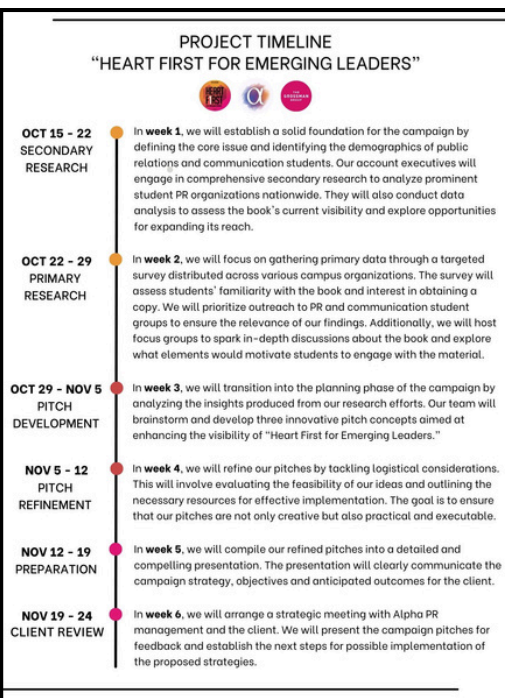 PROJECT TIMELINE
“HEART FIRST FOR EMERGING LEADERS”
HEART
FIRST
α
THE
GROSSMAN
GROUP
OCT 15 - 22
SECONDARY
RESEARCH
In week 1, we will establish a solid foundation for the campaign by
defining the core issue and identifying the demographics of public
relations and communication students. Our account executives will
engage in comprehensive secondary research to analyze prominent
student PR organizations nationwide. They will also conduct data
analysis to assess the book's current visibility and explore opportunities
for expanding its reach.
OCT 22 - 29
PRIMARY
RESEARCH
In week 2, we will focus on gathering primary data through a targeted
survey distributed across various campus organizations. The survey will
assess students' familiarity with the book and interest in obtaining a
copy. We will prioritize outreach to PR and communication student
groups to ensure the relevance of our findings. Additionally, we will host
focus groups to spark in-depth discussions about the book and explore
what elements would motivate students to engage with the material.
OCT 29 - NOV 5
PITCH
DEVELOPMENT
In week 3, we will transition into the planning phase of the campaign by
analyzing the insights produced from our research efforts. Our team will
brainstorm and develop three innovative pitch concepts aimed at
enhancing the visibility of “Heart First for Emerging Leaders.”
NOV 5 - 12
PITCH
REFINEMENT
In week 4, we will refine our pitches by tackling logistical considerations.
This will involve evaluating the feasibility of our ideas and outlining the
necessary resources for effective implementation. The goal is to ensure
that our pitches are not only creative but also practical and executable.
NOV 12 - 19
PREPARATION
In week 5, we will compile our refined pitches into a detailed and
compelling presentation. The presentation will clearly communicate the
campaign strategy, objectives and anticipated outcomes for the client.
NOV 19 - 24
CLIENT REVIEW
In week 6, we will arrange a strategic meeting with Alpha PR
management and the client. We will present the campaign pitches for
feedback and establish the next steps for possible implementation of
the proposed strategies.